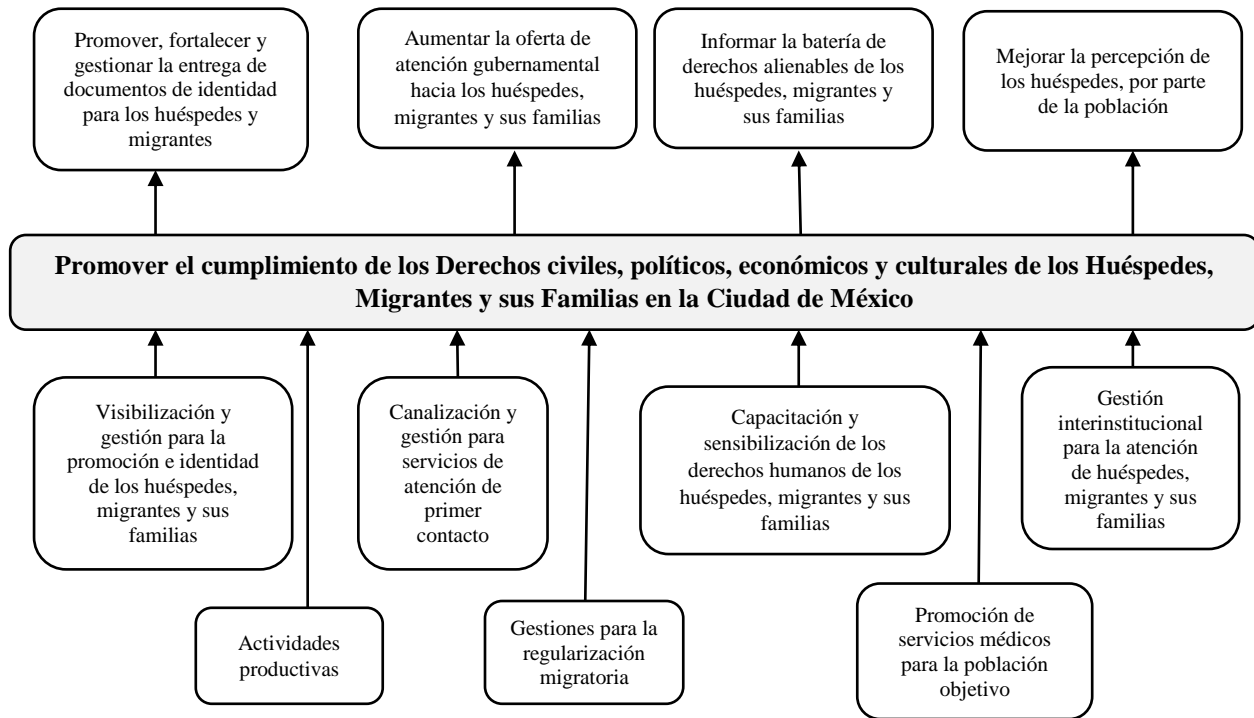 Promover, fortalecer y
gestionar la entrega de
documentos de identidad
para los huéspedes y
migrantes
Aumentar la oferta de
atención gubernamental
hacia los huéspedes,
migrantes y sus familias
Informar la batería de
derechos alienables de los
huéspedes, migrantes y
sus familias
Mejorar la percepción de
los huéspedes, por parte
de la población
Promover el cumplimiento de los Derechos civiles, políticos, económicos y culturales de los Huéspedes,
Migrantes y sus Familias en la Ciudad de México
Visibilización y
gestión para la
promoción e identidad
de los huéspedes,
migrantes y sus
familias
Canalización y
gestión para
servicios de
atención de
primer
contacto
Capacitación y
sensibilización de los
derechos humanos de los
huéspedes, migrantes y sus
familias
Gestión
interinstitucional
para la atención
de huéspedes,
migrantes y sus
familias
Actividades
productivas
Gestiones para la
regularización
migratoria
Promoción de
servicios médicos
para la población
objetivo